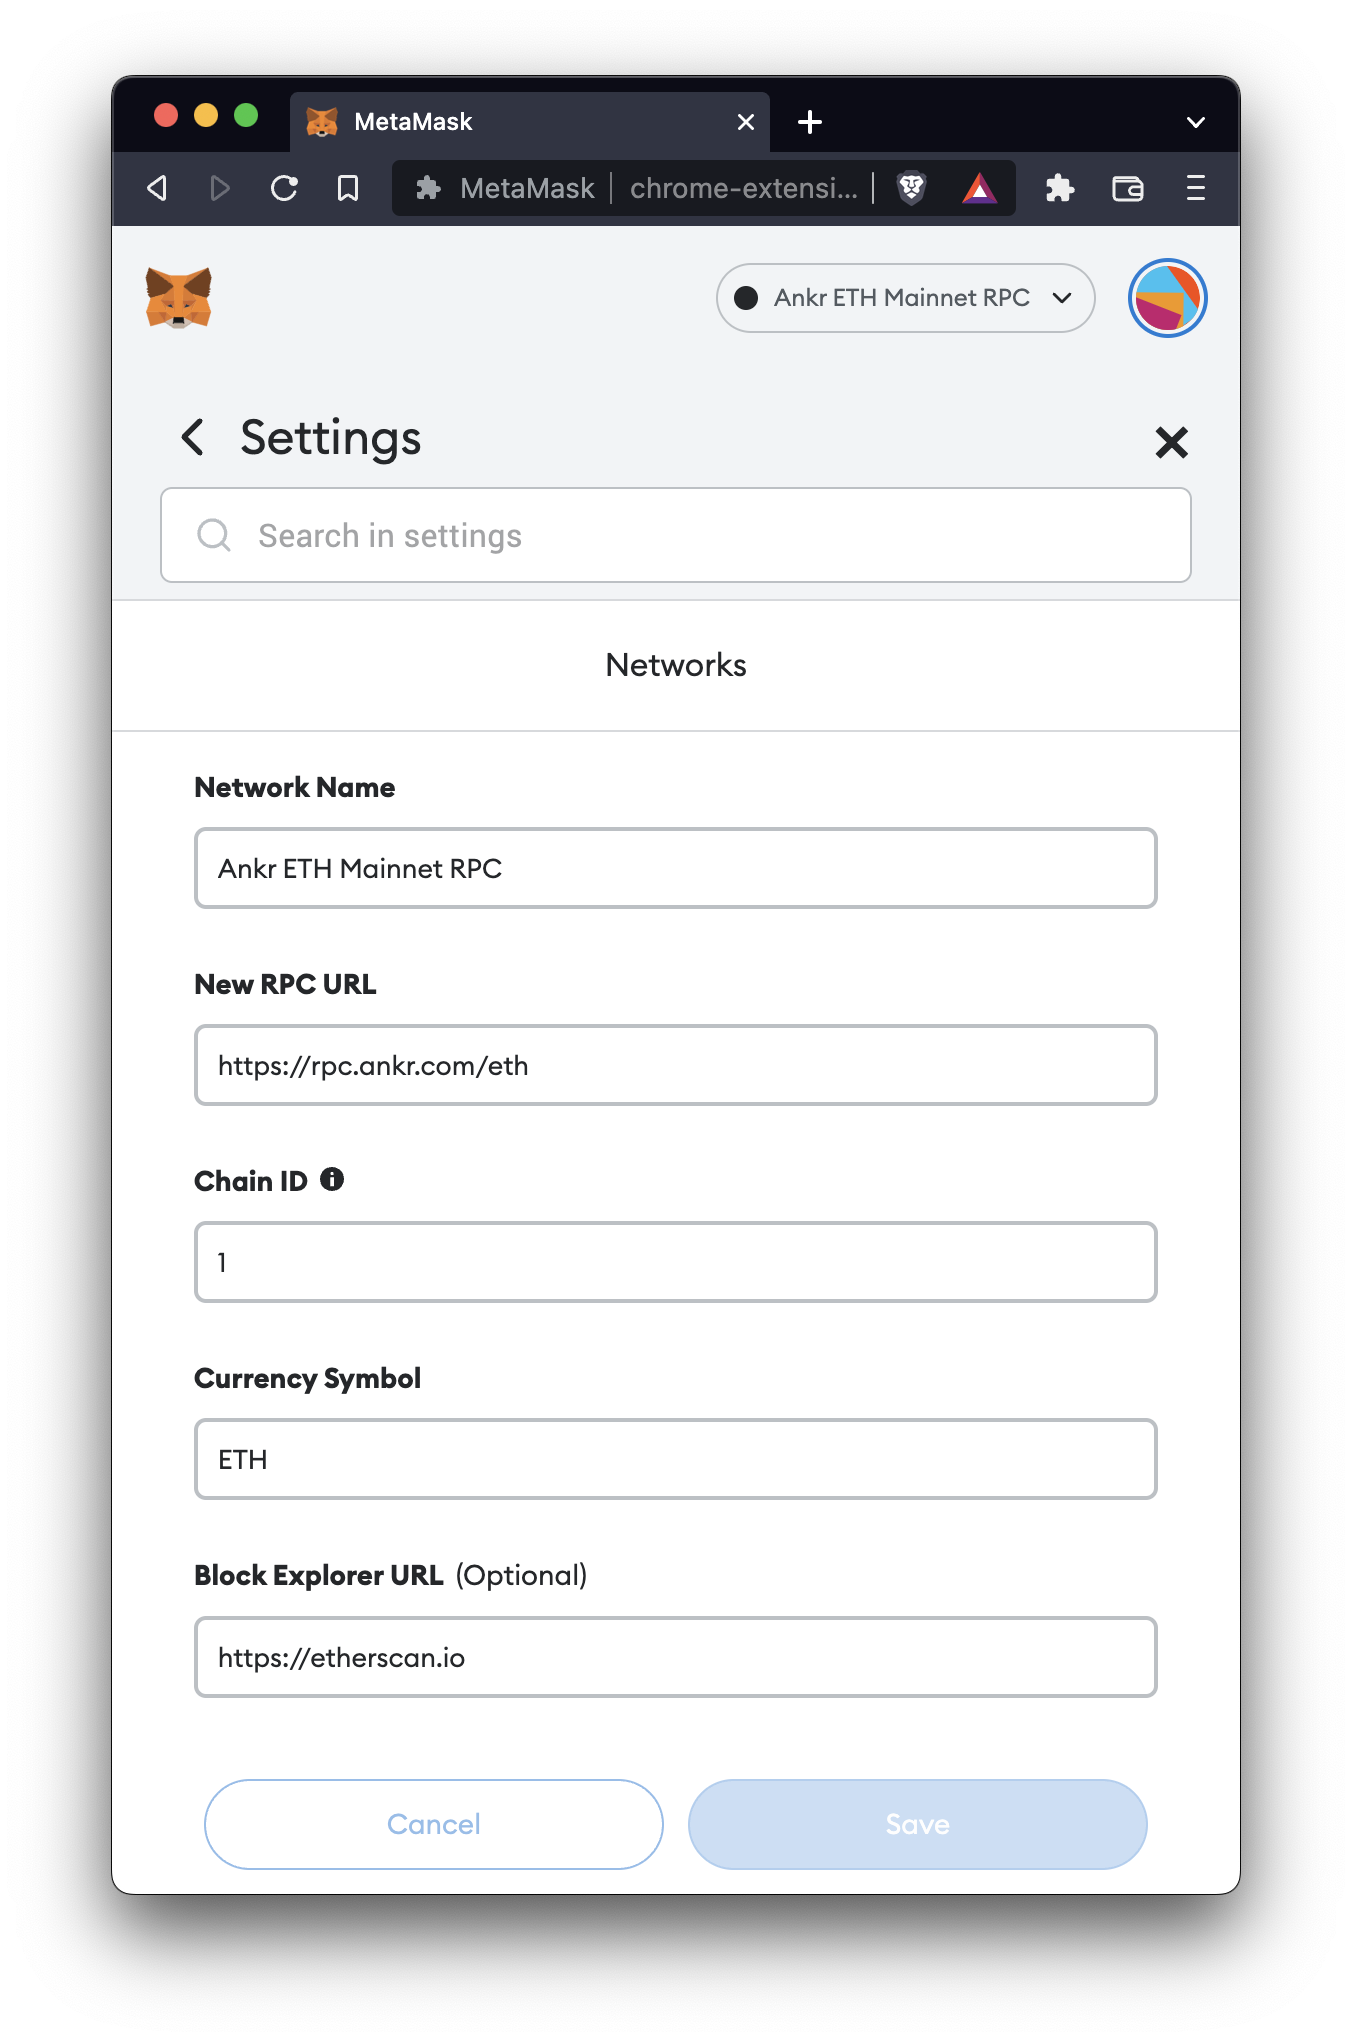 MetaMask
MetaMask | chrome-extensi...
Ankr ETH Mainnet RPC
Settings
Search in settings
Networks
Network Name
Ankr ETH Mainnet RPC
New RPC URL
https://rpc.ankr.com/eth
Chain ID
1
Currency Symbol
ETH
Block Explorer URL (Optional)
https://etherscan.io
Cancel Save